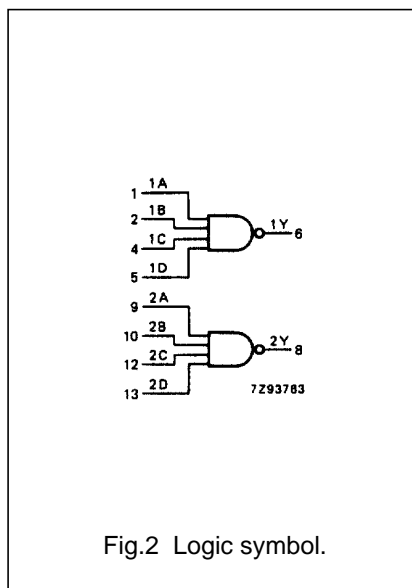 1 1A
2 1B
4 1C
5 1D
1Y 6
9 2A
10 2B
12 2C
13 2D
2Y 8
7Z93763
Fig.2 Logic symbol.